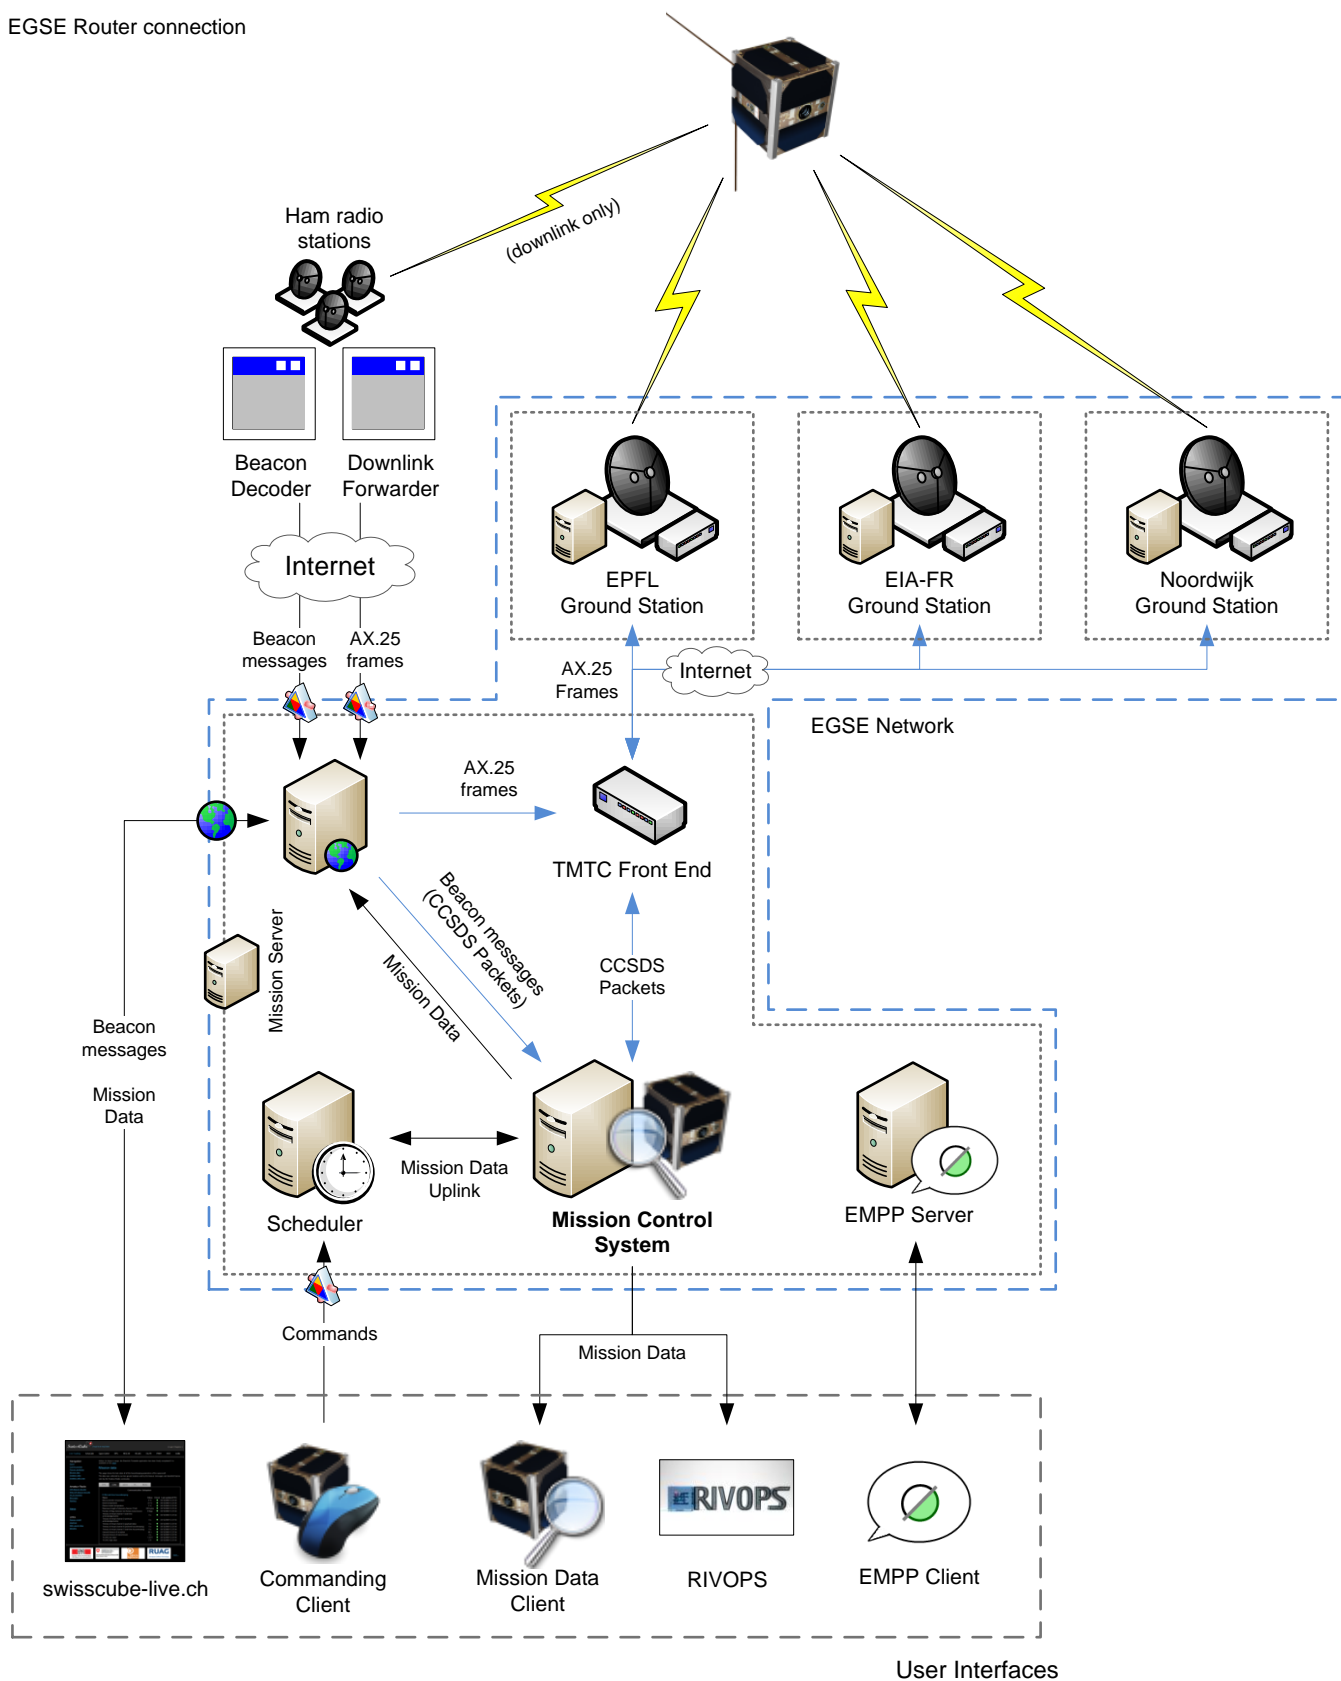 EGSE Router connection
(downlink only)
Ham radio
stations
Beacon
Decoder
Downlink
Forwarder
Internet
Beacon
messages
AX.25
frames
EPFL
Ground Station
EIA-FR
Ground Station
Noordwijk
Ground Station
AX.25
Frames
Internet
EGSE Network
AX.25
frames
TMTC Front End
Beacon messages
(CCSDS Packets)
Mission Data
CCSDS
Packets
Mission Server
Beacon
messages
Mission
Data
Scheduler
Mission Data
Uplink
Mission Control
System
EMPP Server
Commands
Mission Data
RUAG
swisscube-live.ch
Commanding
Client
Mission Data
Client
RIVOPS
RIVOPS
EMPP Client
User Interfaces